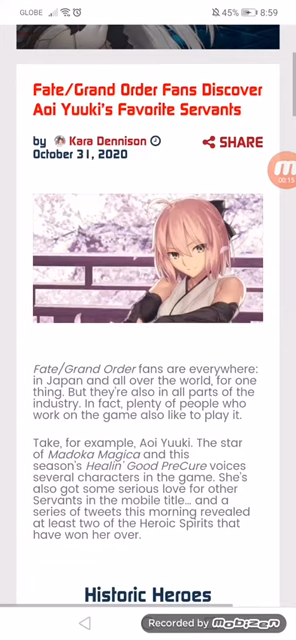 GLOBE 45% 8:59
Fate/Grand Order Fans Discover
Aoi Yuuki's Favorite Servants
by Kara Dennison
SHARE
October 31, 2020
00:15
Fate/Grand Order fans are everywhere:
in Japan and all over the world, for one
thing. But they're also in all parts of the
industry. In fact, plenty of people who
work on the game also like to play it.
Take, for example, Aoi Yuuki. The star
of Madoka Magica and this
season's Healin' Good PreCure voices
several characters in the game. She's
also got some serious love for other
Servants in the mobile title... and a
series of tweets this morning revealed
at least two of the Heroic Spirits that
have won her over.
Historic Heroes
Recorded by mobizen